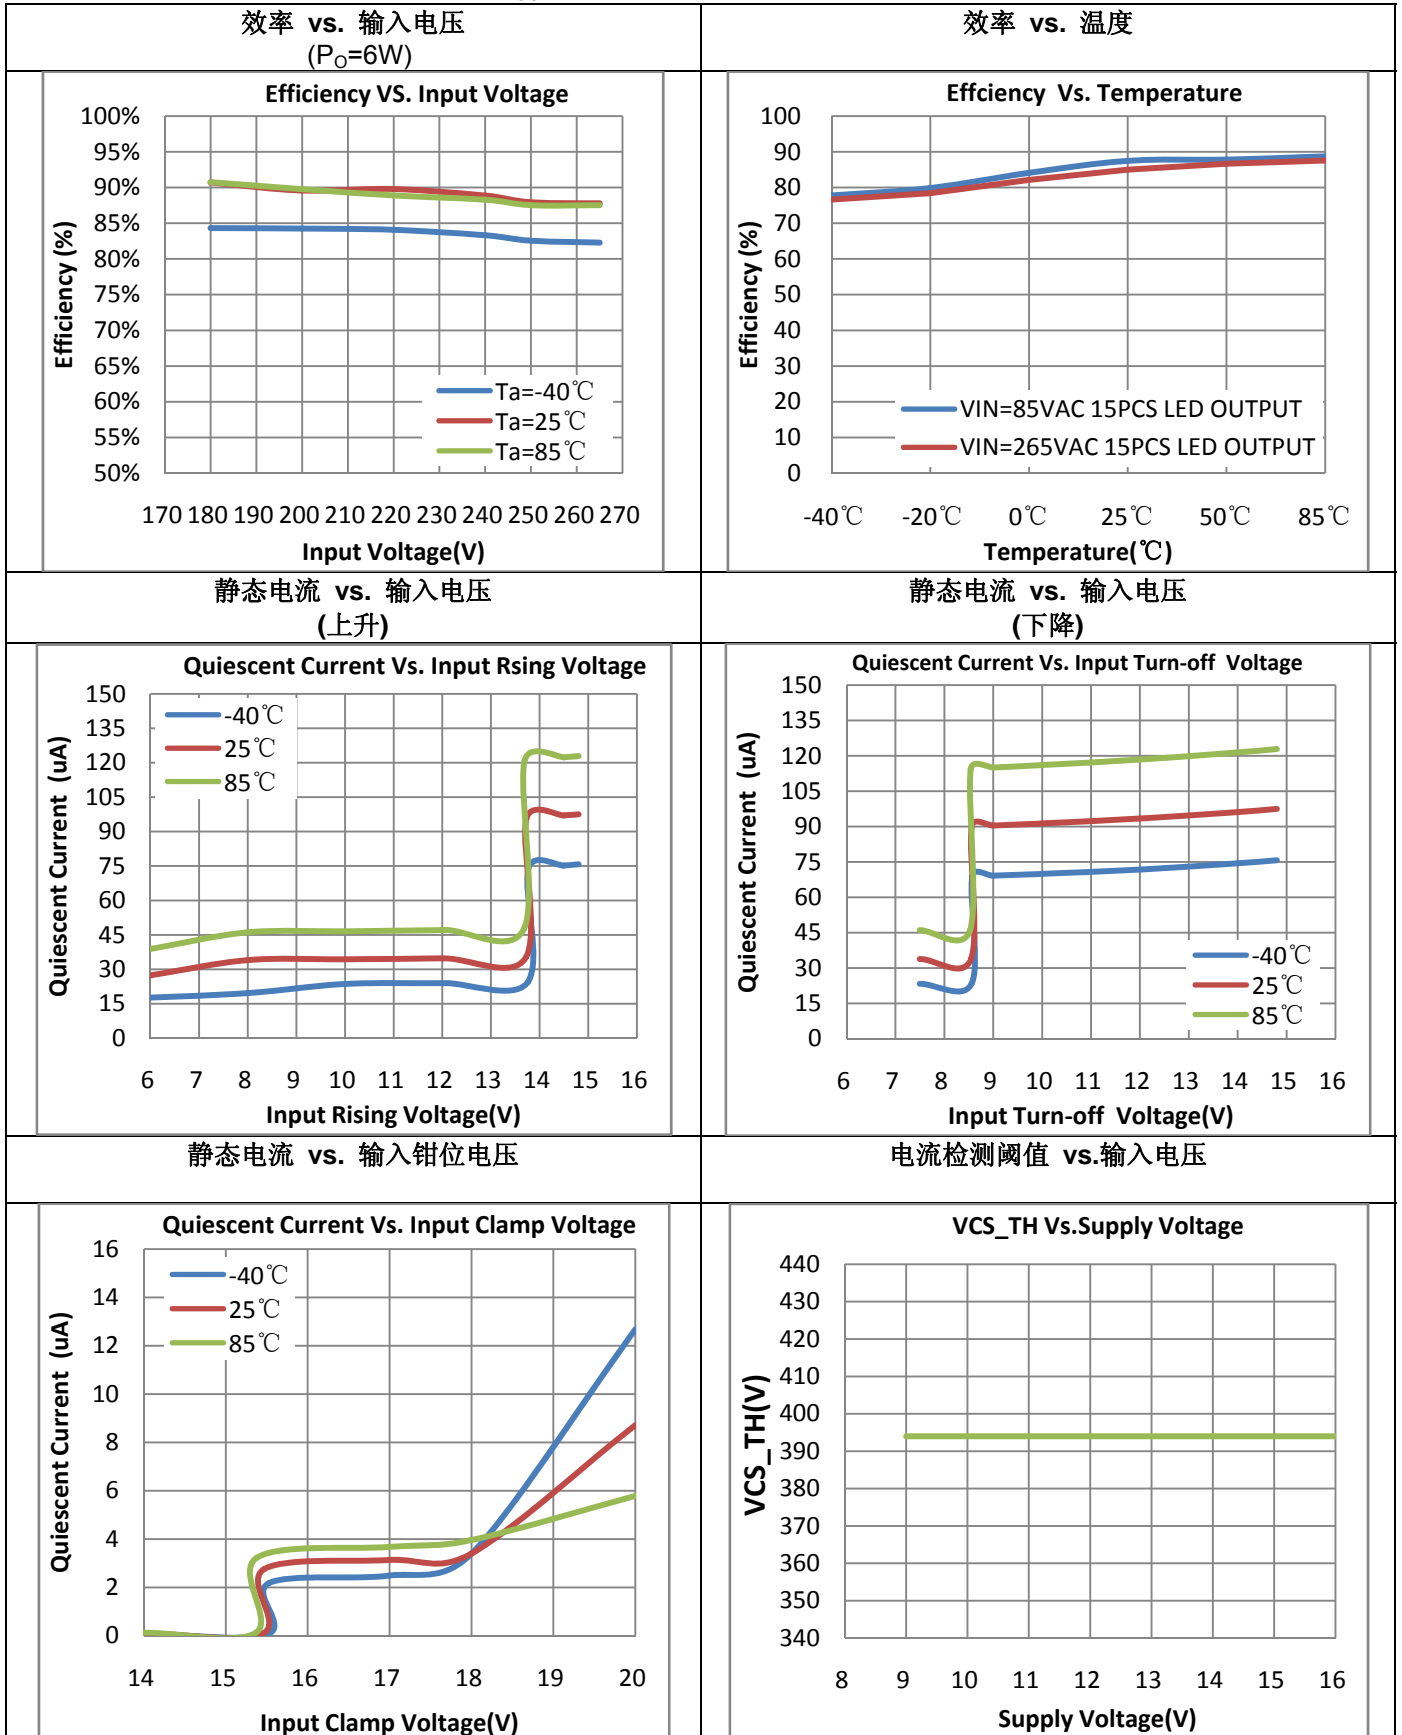 效率 vs. 输入电压
(PO=6W)
效率 vs. 温度
Efficiency VS. Input Voltage
100%
95%
90%
85%
80%
75%
70%
65%
60%
55%
50%
Efficiency (%)
Ta=-40℃
Ta=25℃
Ta=85℃
170 180 190 200 210 220 230 240 250 260 270
Input Voltage(V)
Effciency Vs. Temperature
100
90
80
70
60
50
40
30
20
10
0
Efficiency (%)
VIN=85VAC 15PCS LED OUTPUT
VIN=265VAC 15PCS LED OUTPUT
-40℃ -20℃ 0℃ 25℃ 50℃ 85℃
Temperature(℃)
静态电流 vs. 输入电压
(上升)
静态电流 vs. 输入电压
(下降)
Quiescent Current Vs. Input Rsing Voltage
150
135
120
105
90
75
60
45
30
15
0
Quiescent Current (uA)
-40℃
25℃
85℃
6 7 8 9 10 11 12 13 14 15 16
Input Rising Voltage(V)
Quiescent Current Vs. Input Turn-off Voltage
150
135
120
105
90
75
60
45
30
15
0
Quiescent Current (uA)
-40℃
25℃
85℃
6 7 8 9 10 11 12 13 14 15 16
Input Turn-off Voltage(V)
静态电流 vs. 输入钳位电压
电流检测阈值 vs.输入电压
Quiescent Current Vs. Input Clamp Voltage
16
14
12
10
8
6
4
2
0
Quiescent Current (uA)
-40℃
25℃
85℃
14 15 16 17 18 19 20
Input Clamp Voltage(V)
VCS_TH Vs.Supply Voltage
440
430
420
410
400
390
380
370
360
350
340
VCS_TH(V)
8 9 10 11 12 13 14 15 16
Supply Voltage(V)